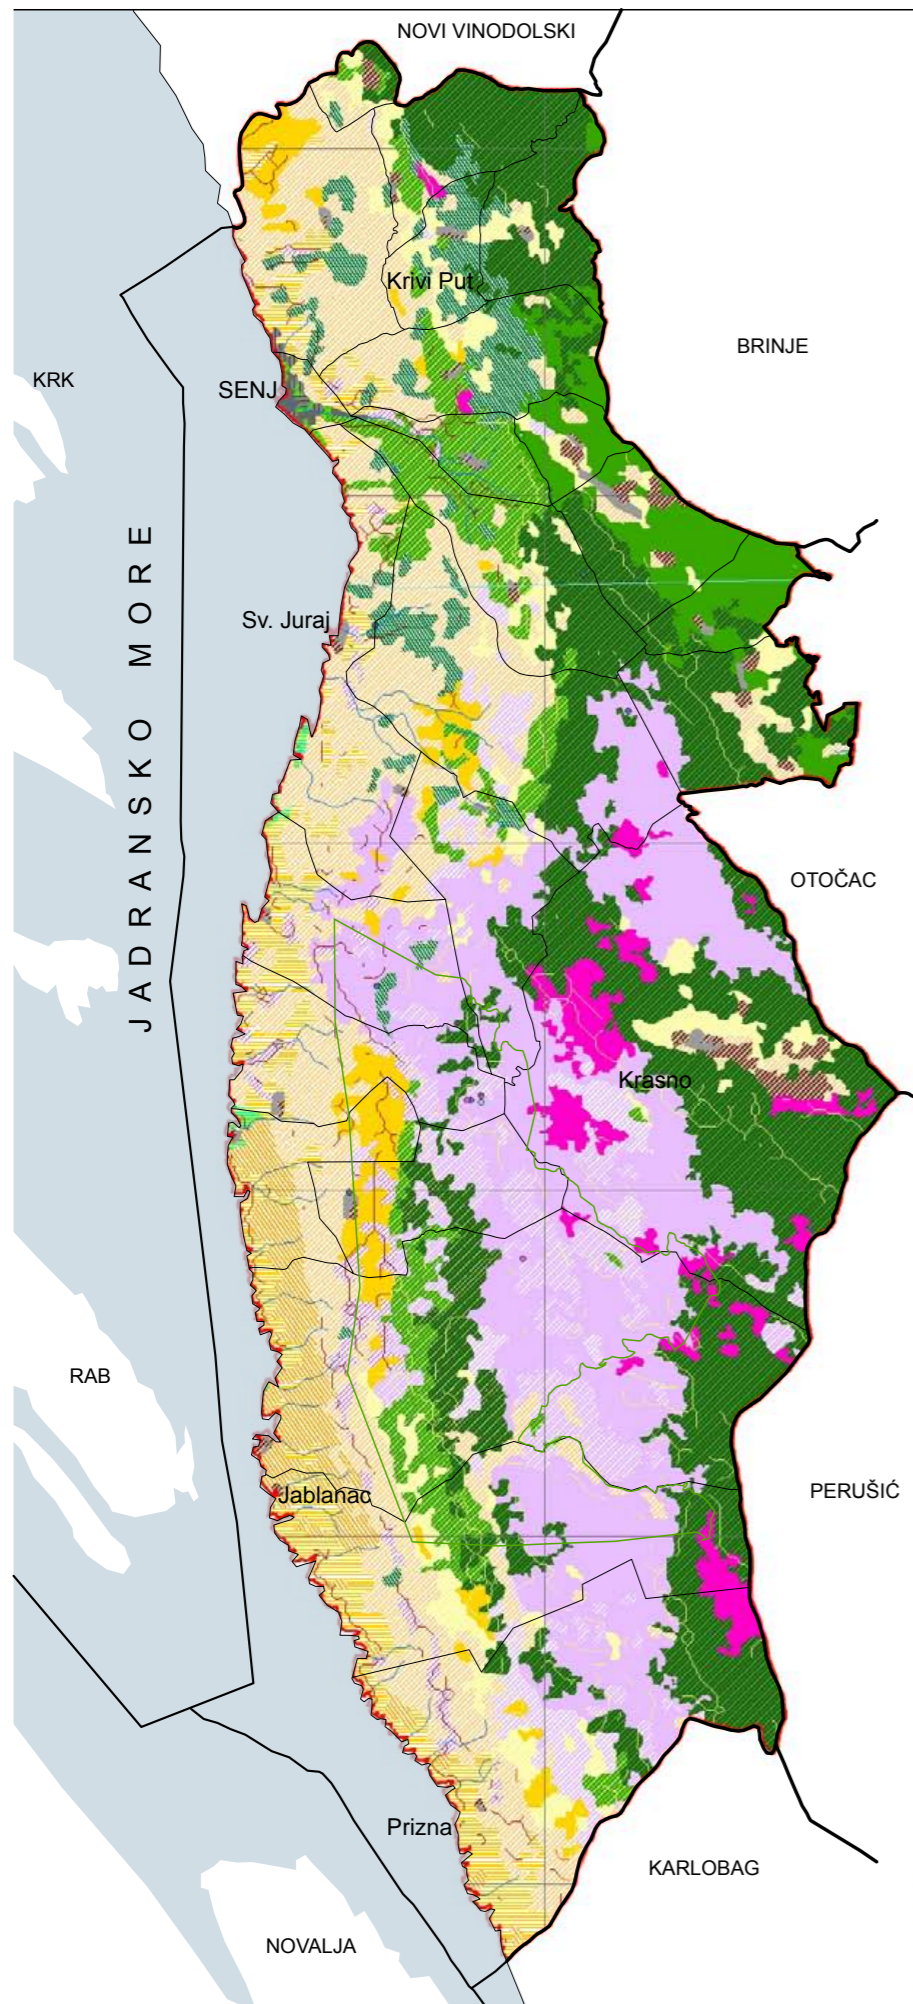 NOVI VINODOLSKI
Krivi Put
BRINJE
KRK
SENJ
Sv. Juraj
JADRANSKO MORE
OTOČAC
Krasno
RAB
Jablanac
PERUŠIĆ
Prizna
KARLOBAG
NOVALJA